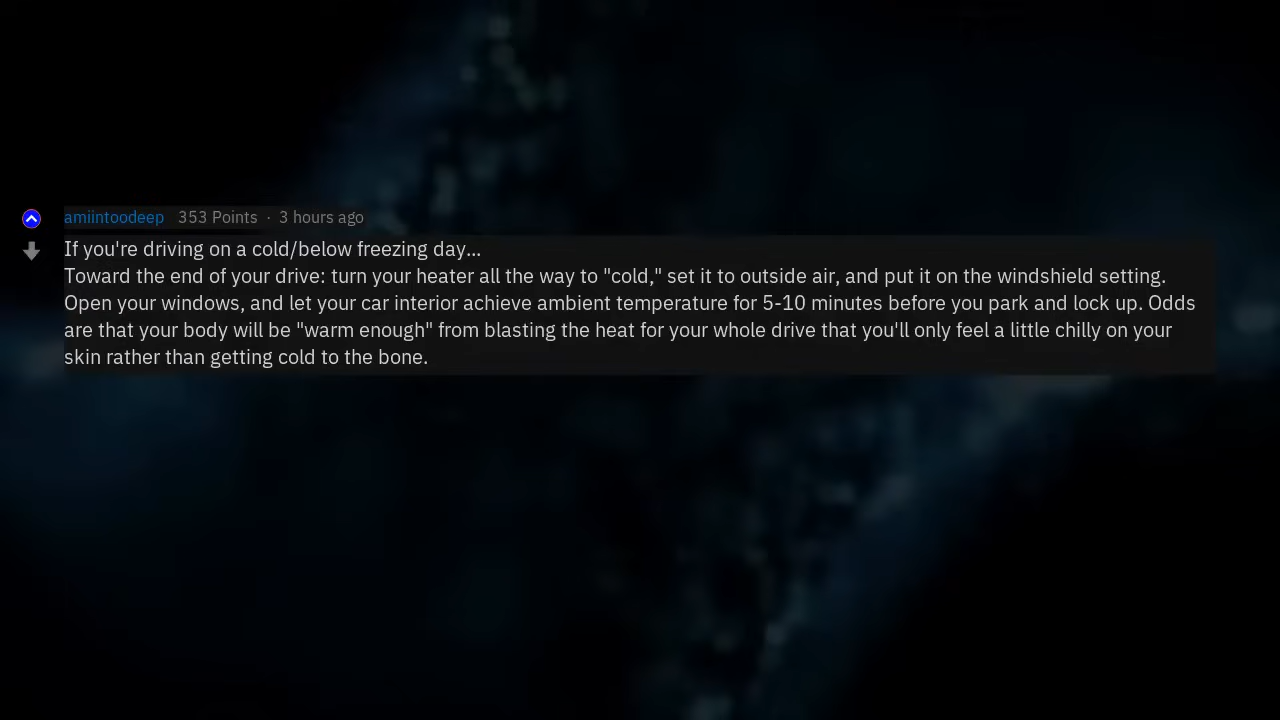 amiintoodeep 353 Points · 3 hours ago
If you're driving on a cold/below freezing day...
Toward the end of your drive: turn your heater all the way to "cold," set it to outside air, and put it on the windshield setting.
Open your windows, and let your car interior achieve ambient temperature for 5-10 minutes before you park and lock up. Odds
are that your body will be "warm enough" from blasting the heat for your whole drive that you'll only feel a little chilly on your
skin rather than getting cold to the bone.